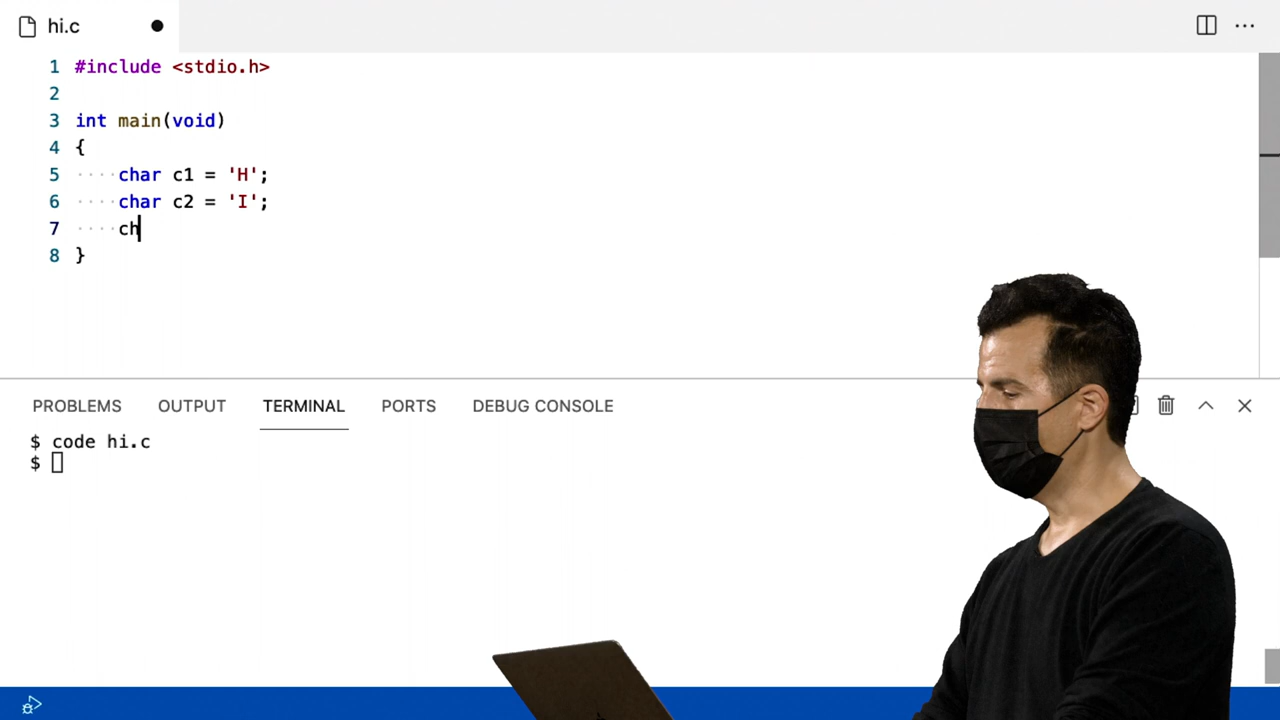 hi.c
1 #include <stdio.h>
2
3 int main(void)
4 {
5 char c1 = 'H';
6 char c2 = 'I';
7 ch
8 }
PROBLEMS OUTPUT TERMINAL PORTS DEBUG CONSOLE
$ code hi.c
$